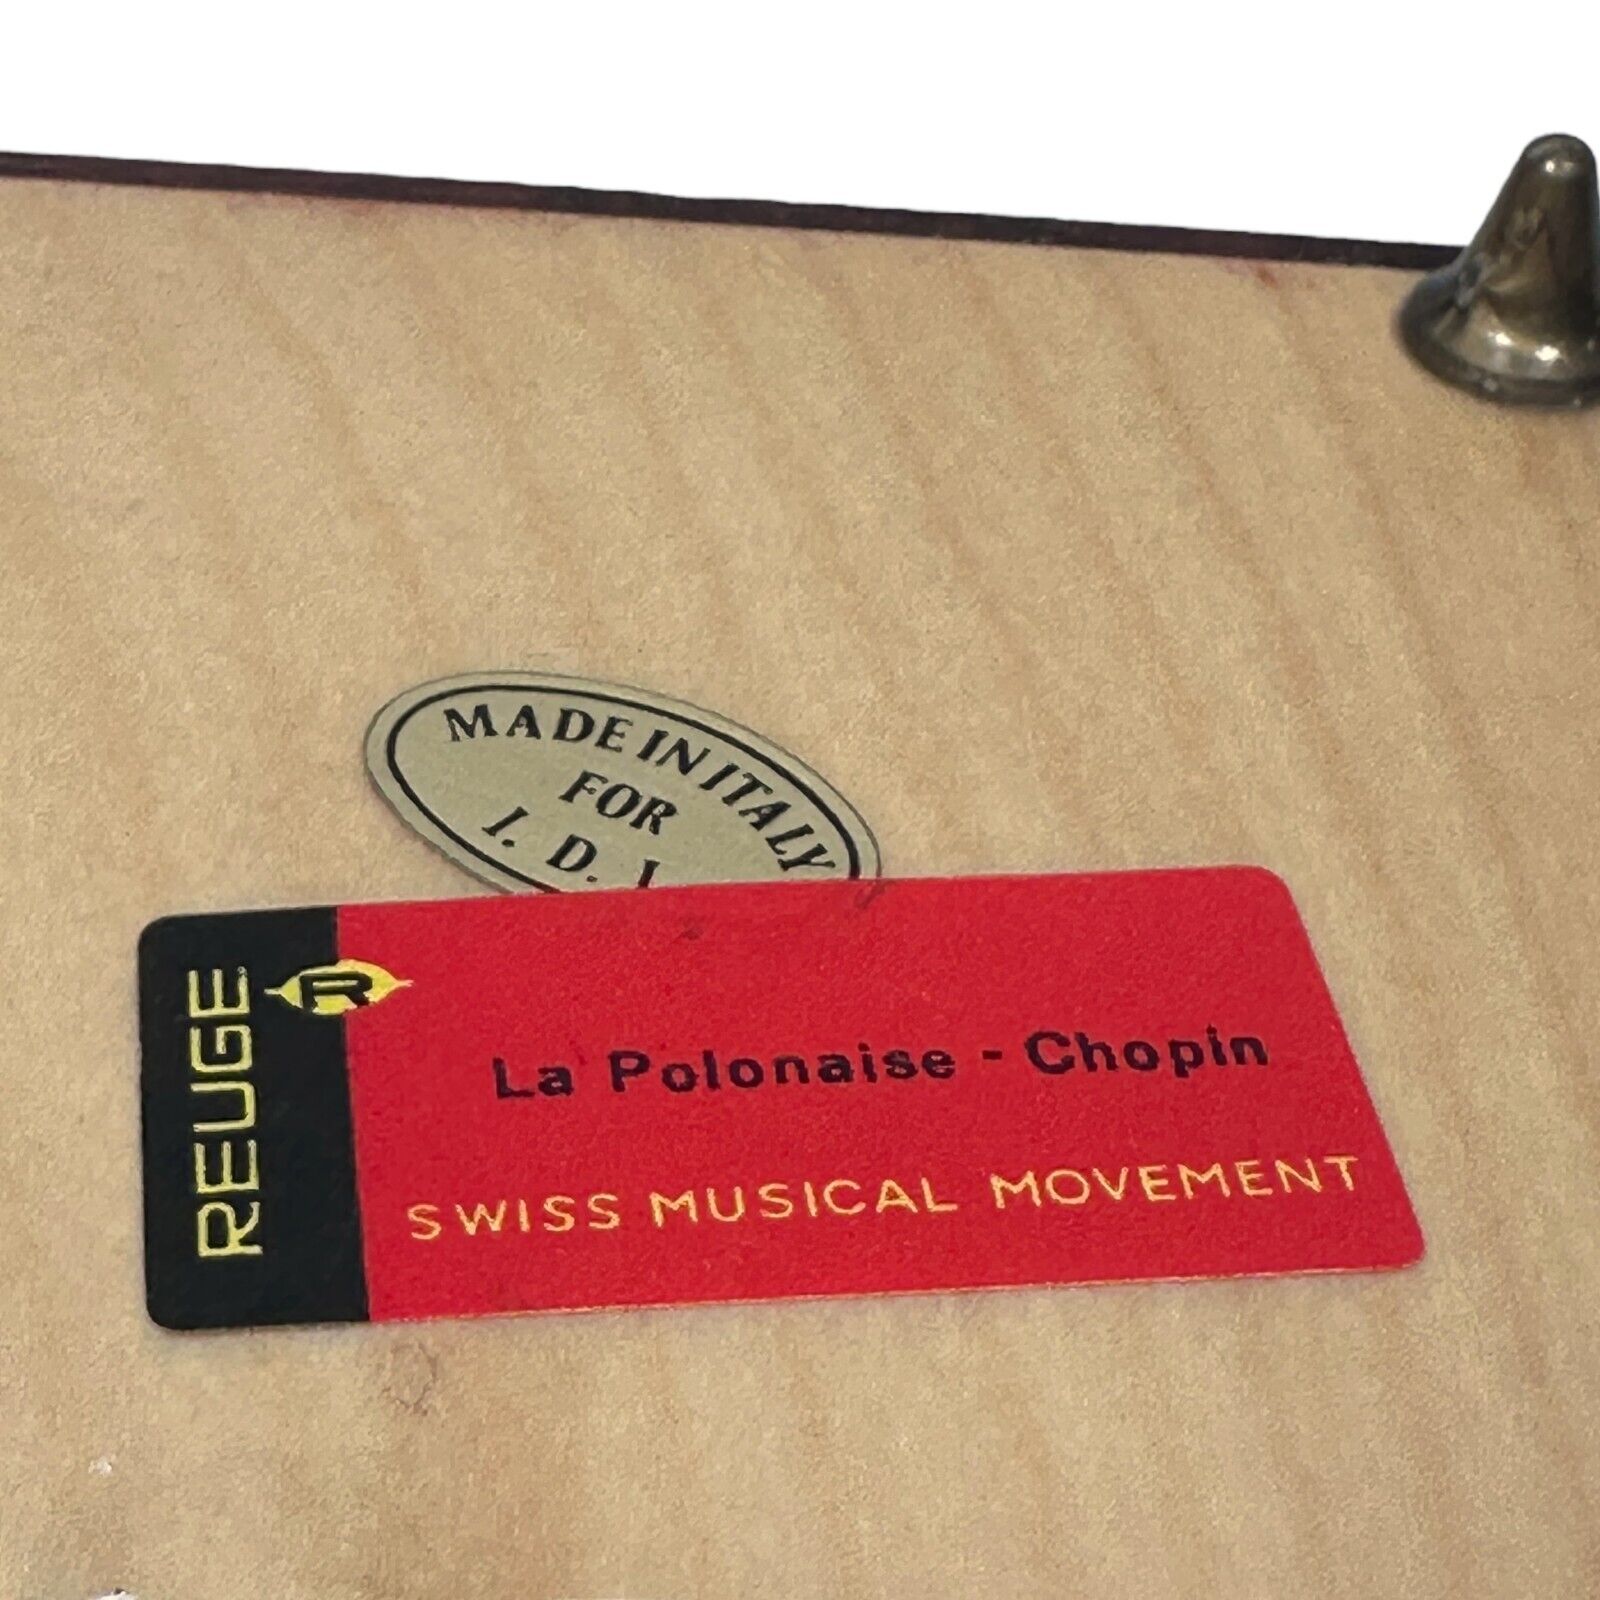 MADE IN ITALY
FOR
I. D. I.
REUGE
R
La Polonaise - Chopin
SWISS MUSICAL MOVEMENT